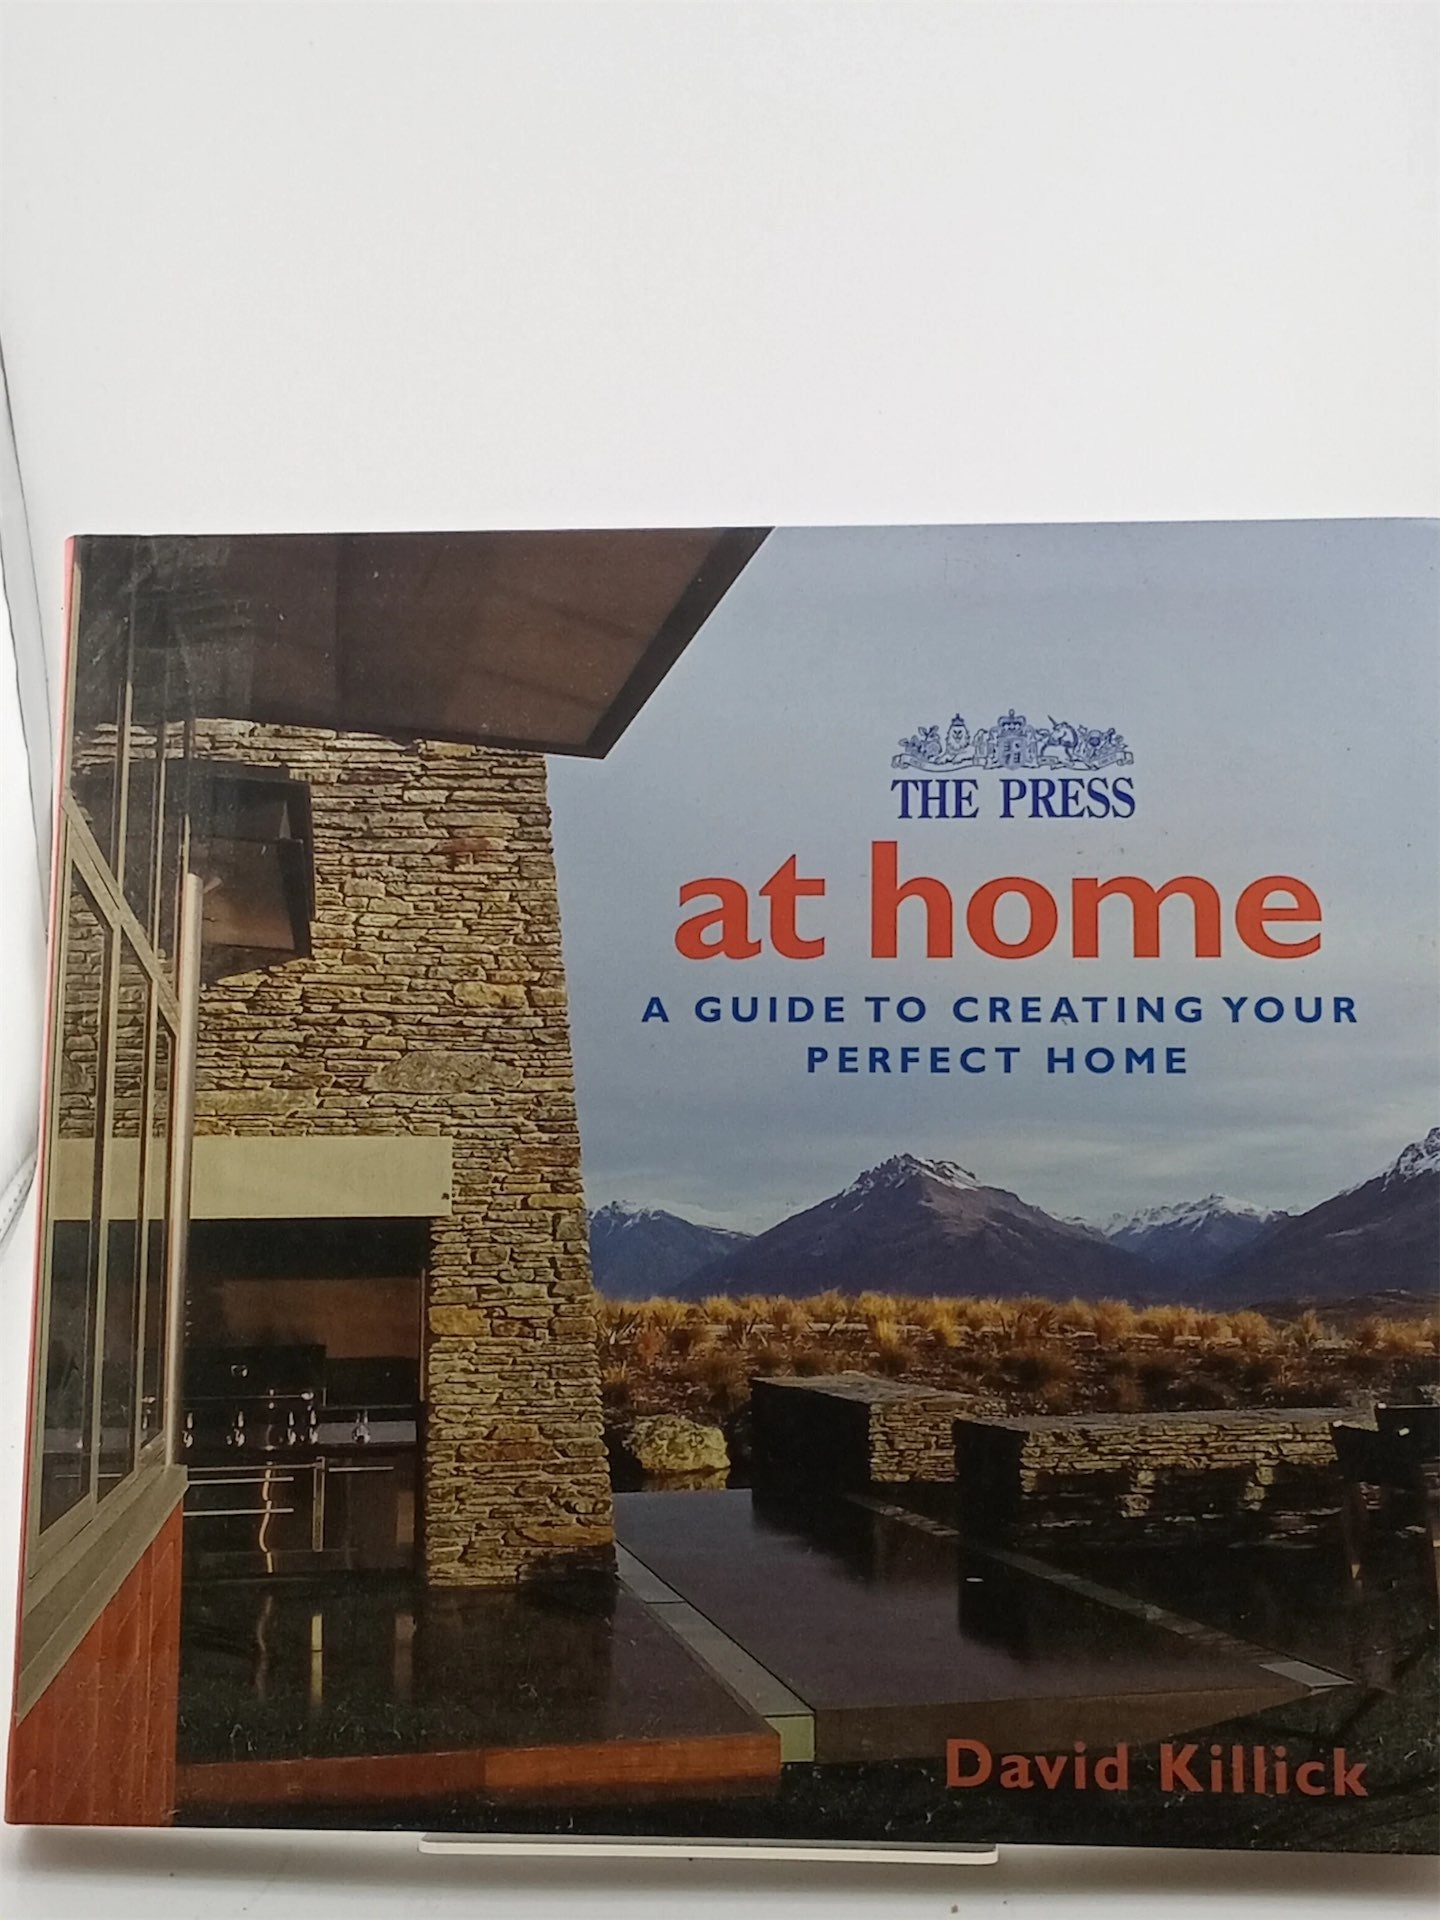 THE PRESS
at home
A GUIDE TO CREATING YOUR
PERFECT HOME
David Killick